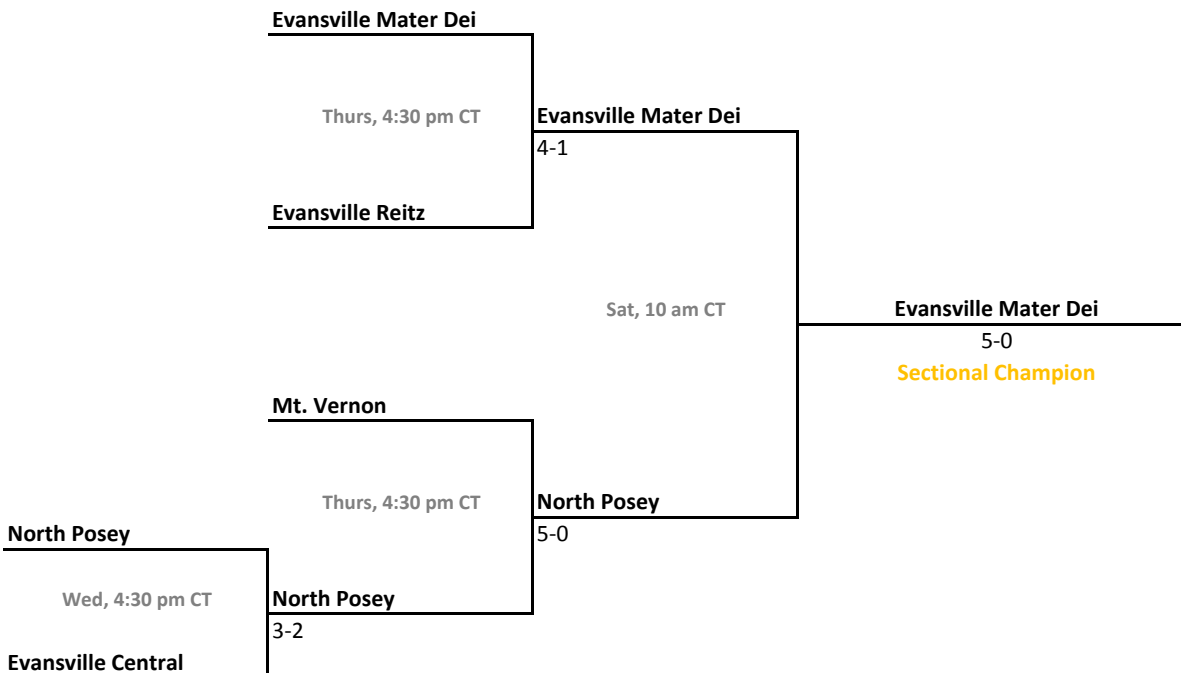 Evansville Mater Dei
Thurs, 4:30 pm CT
Evansville Mater Dei
4-1
Evansville Reitz
Sat, 10 am CT
Evansville Mater Dei
5-0
Sectional Champion
Mt. Vernon
Thurs, 4:30 pm CT
North Posey
5-0
North Posey
Wed, 4:30 pm CT
North Posey
3-2
Evansville Central